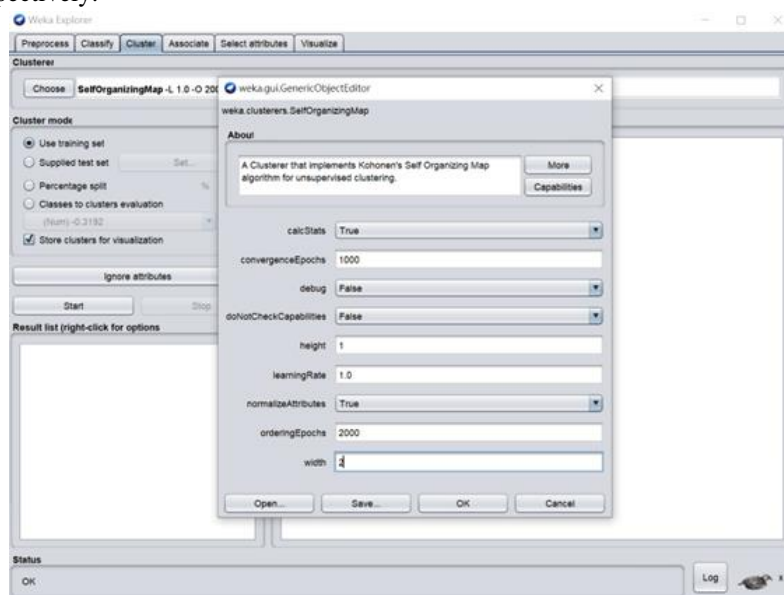 ectively.
Weka Explorer
Preprocess Classify Cluster Associate Select attributes Visualize
Clusterer
Choose SelfOrganizingMap -L 1.0 -O 200
weka.gui.GenericObjectEditor
weka.clusterers.SelfOrganizingMap
About
A Clusterer that implements Kohonen's Self Organizing Map
algorithm for unsupervised clustering.
More
Capabilities
Cluster mode
Use training set
Supplied test set Set...
Percentage split %
Classes to clusters evaluation
(Num) -0.3192
Store clusters for visualization
Ignore attributes
Start Stop
Result list (right-click for options
calcStats True
convergenceEpochs 1000
debug False
doNotCheckCapabilities False
height 1
learningRate 1.0
normalizeAttributes True
orderingEpochs 2000
width 2
Open... Save... OK Cancel
Status
OK
Log
x